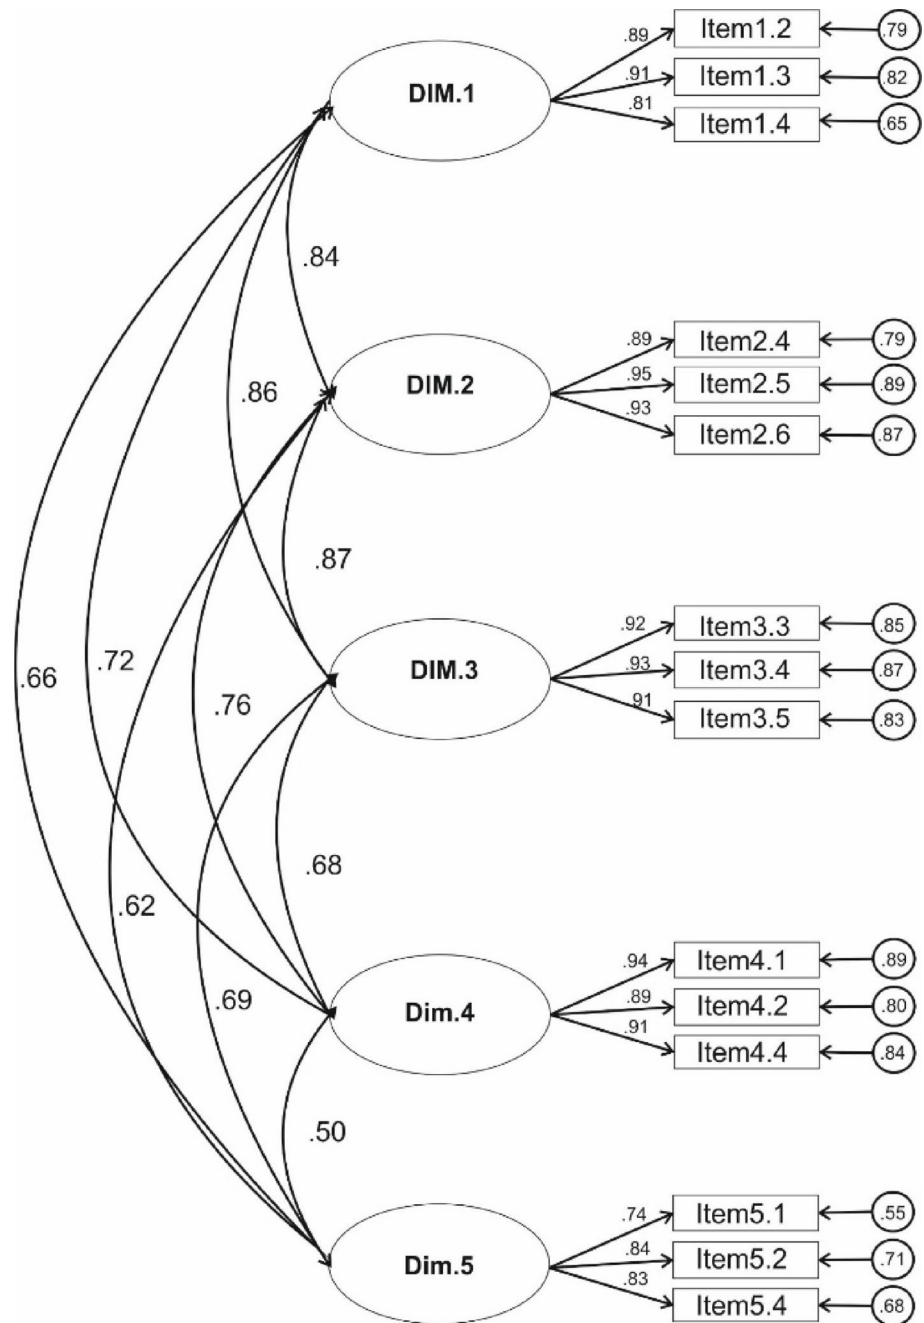 .89 Item1.2 .79
DIM.1 .91 Item1.3 .82
.81 Item1.4 .65
.84
.89 Item2.4 .79
DIM.2 .95 Item2.5 .89
.86
.93 Item2.6 .87
.87
.92 Item3.3 .85
DIM.3 .93 Item3.4 .87
.66 .72
.91 Item3.5 .83
.76
.68
.62
.94 Item4.1 .89
.69
Dim.4 .89 Item4.2 .80
.91 Item4.4 .84
.50
.74 Item5.1 .55
Dim.5 .84 Item5.2 .71
.83 Item5.4 .68